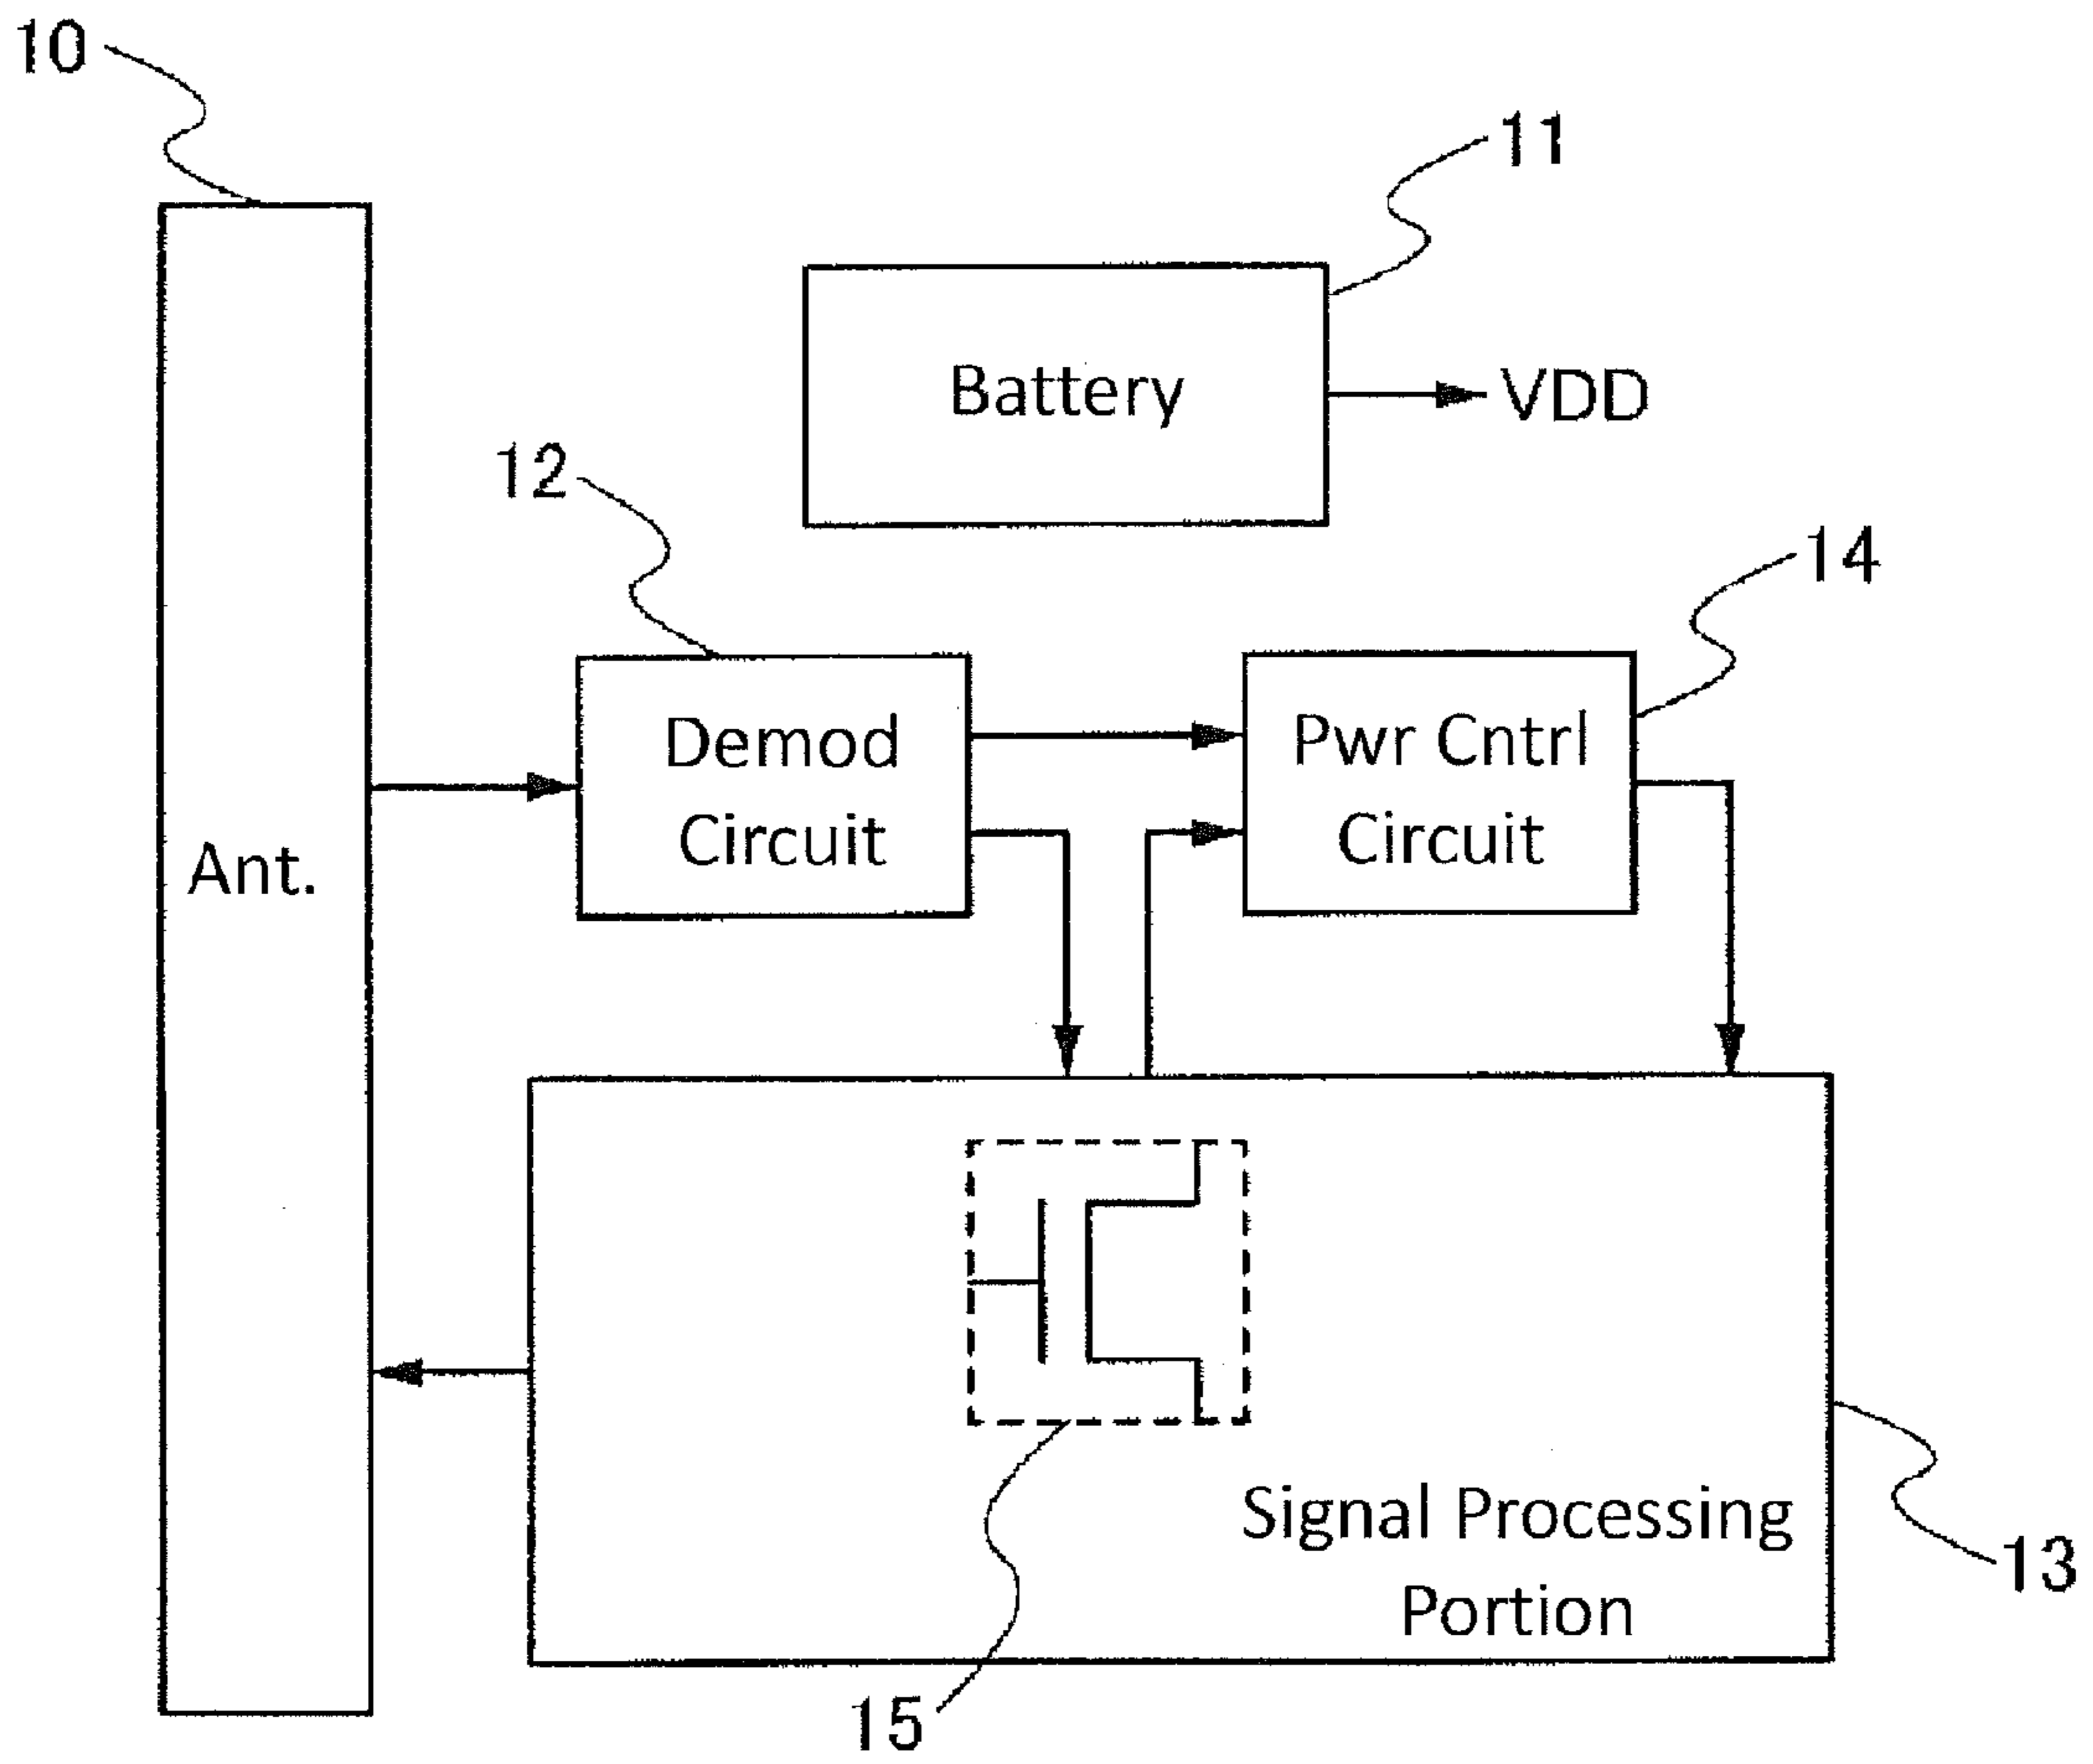 10
11
Battery
VDD
12
14
Demod
Circuit
Pwr Cntrl
Circuit
Ant.
Signal Processing
Portion
13
15